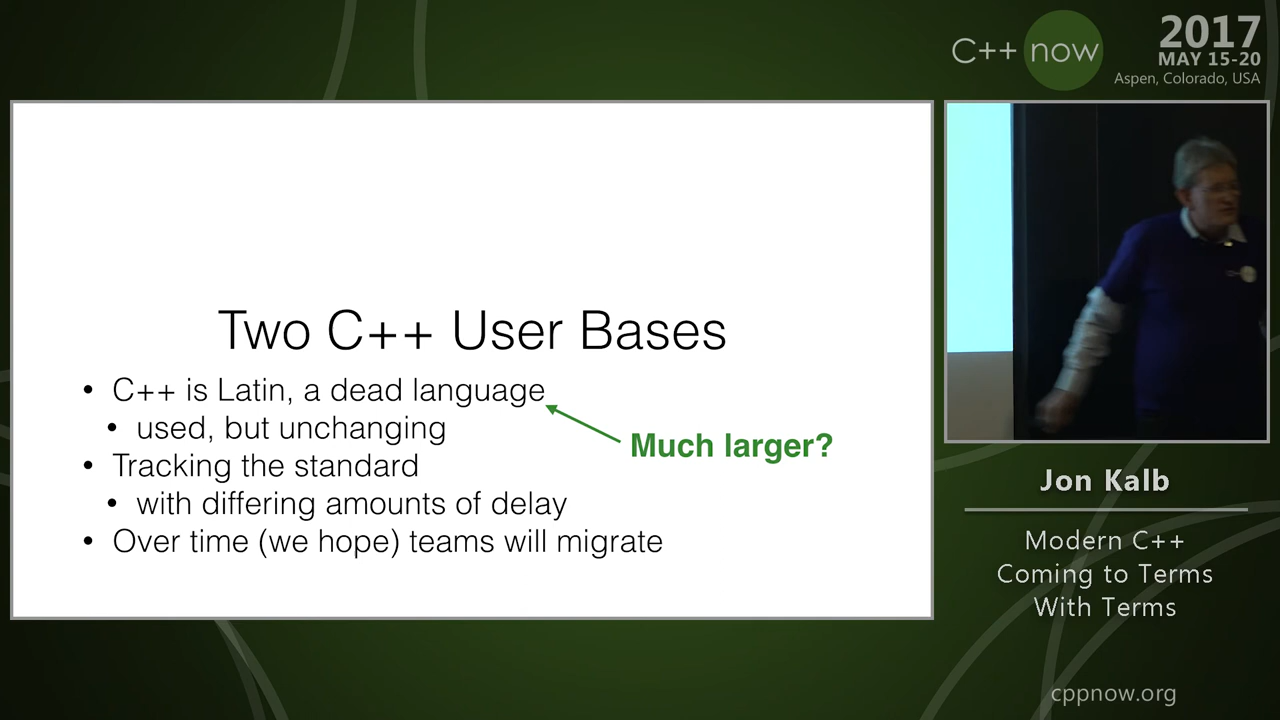 C++ now
2017
MAY 15-20
Aspen, Colorado, USA
Two C++ User Bases
• C++ is Latin, a dead language
• used, but unchanging
Much larger?
• Tracking the standard
• with differing amounts of delay
• Over time (we hope) teams will migrate
Jon Kalb
Modern C++
Coming to Terms
With Terms
cppnow.org